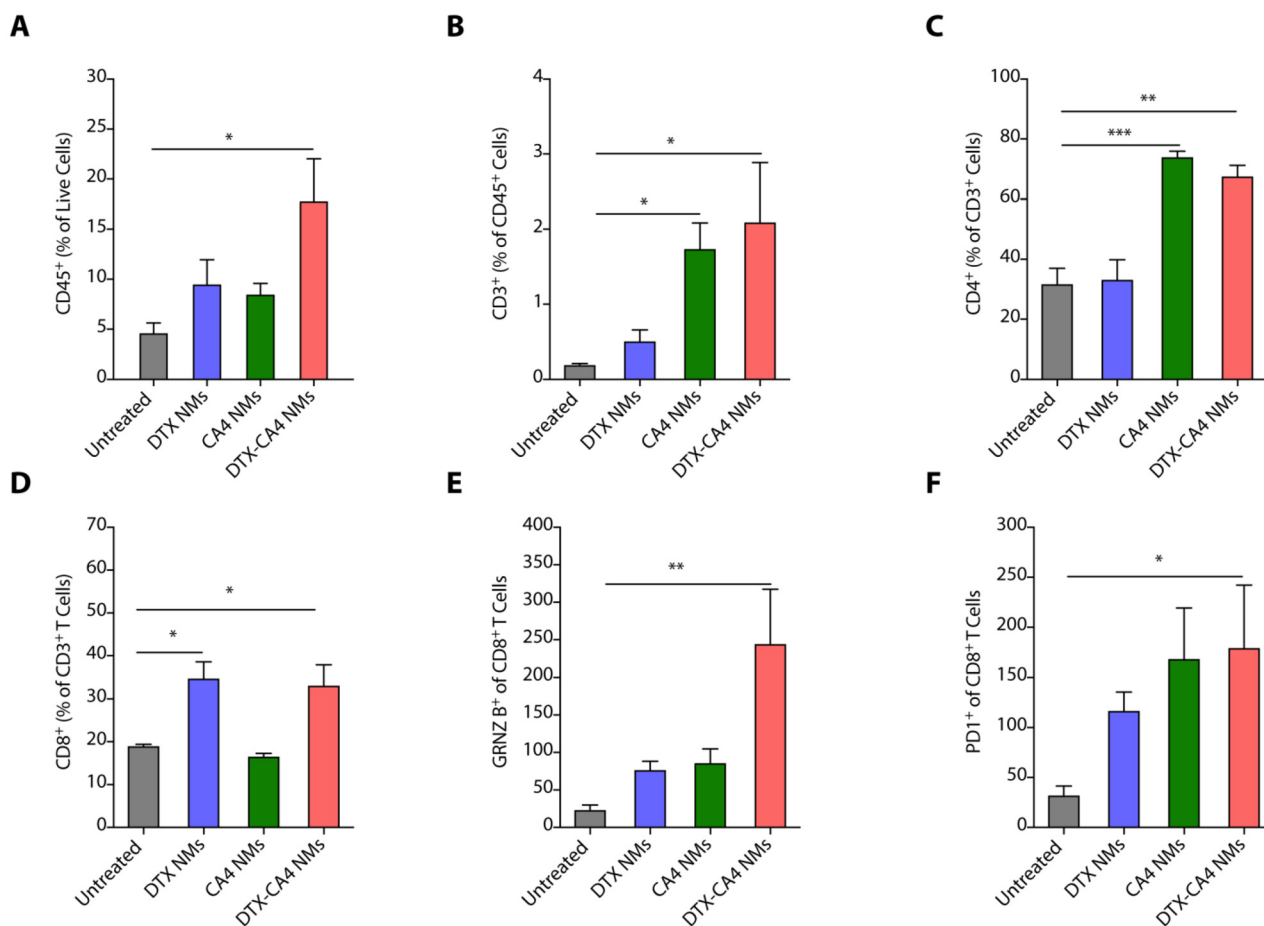 A
CD45⁺ (% of Live Cells)
30
25
20
15
10
5
0
*
Untreated
DTX NMs
CA4 NMs
DTX-CA4 NMs
B
CD3⁺ (% of CD45⁺ Cells)
4
3
2
1
0
*
*
Untreated
DTX NMs
CA4 NMs
DTX-CA4 NMs
C
CD4⁺ (% of CD3⁺ Cells)
100
80
60
40
20
0
**
***
Untreated
DTX NMs
CA4 NMs
DTX-CA4 NMs
D
CD8⁺ (% of CD3⁺ T Cells)
70
60
50
40
30
20
10
0
*
*
Untreated
DTX NMs
CA4 NMs
DTX-CA4 NMs
E
GRNZ B⁺ of CD8⁺ T Cells
400
350
300
250
200
150
100
50
0
**
Untreated
DTX NMs
CA4 NMs
DTX-CA4 NMs
F
PD1⁺ of CD8⁺ T Cells
300
250
200
150
100
50
0
*
Untreated
DTX NMs
CA4 NMs
DTX-CA4 NMs